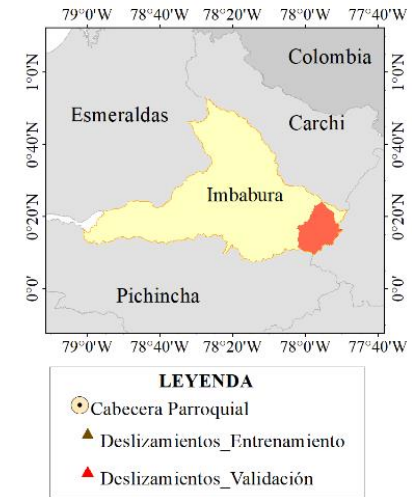 79°0'W 78°40'W 78°20'W 78°0'W 77°40'W
1°0'N 1°0'N
Colombia
Esmeraldas
Carchi
0°40'N 0°40'N
Imbabura
0°20'N 0°20'N
0°0' 0°0'
Pichincha
79°0'W 78°40'W 78°20'W 78°0'W 77°40'W
LEYENDA
Cabecera Parroquial
Deslizamientos_Entrenamiento
Deslizamientos_Validación